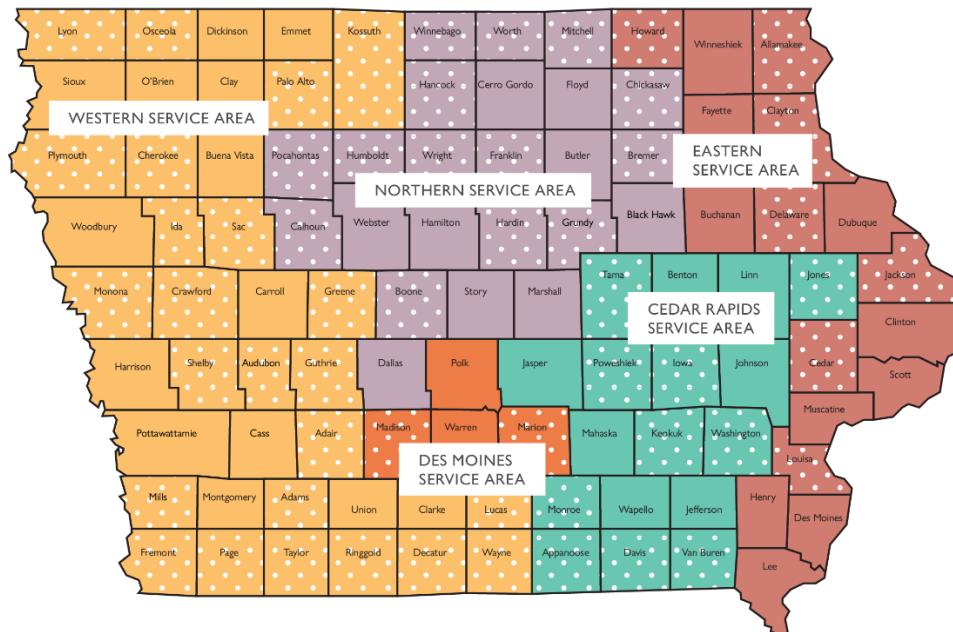 Lyon
Osceola
Dickinson
Emmet
Kossuth
Winnebago
Worth
Mitchell
Howard
Winneshiek
Allamakee
Sioux
O'Brien
Clay
Palo Alto
Hancock
Cerro Gordo
Floyd
Chickasaw
Fayette
Clayton
WESTERN SERVICE AREA
Plymouth
Cherokee
Buena Vista
Pocahontas
Humboldt
Wright
Franklin
Butler
Bremer
EASTERN
SERVICE AREA
NORTHERN SERVICE AREA
Woodbury
Ida
Sac
Calhoun
Webster
Hamilton
Hardin
Grundy
Black Hawk
Buchanan
Delaware
Dubuque
Monona
Crawford
Carroll
Greene
Boone
Story
Marshall
Tama
Benton
Linn
Jones
Jackson
CEDAR RAPIDS
SERVICE AREA
Clinton
Harrison
Shelby
Audubon
Guthrie
Dallas
Polk
Jasper
Poweshiek
Iowa
Johnson
Cedar
Scott
Muscatine
Pottawattamie
Cass
Adair
Madison
Warren
Marion
Mahaska
Keokuk
Washington
Louisa
DES MOINES
SERVICE AREA
Mills
Montgomery
Adams
Union
Clarke
Lucas
Monroe
Wapello
Jefferson
Henry
Des Moines
Fremont
Page
Taylor
Ringgold
Decatur
Wayne
Appanoose
Davis
Van Buren
Lee